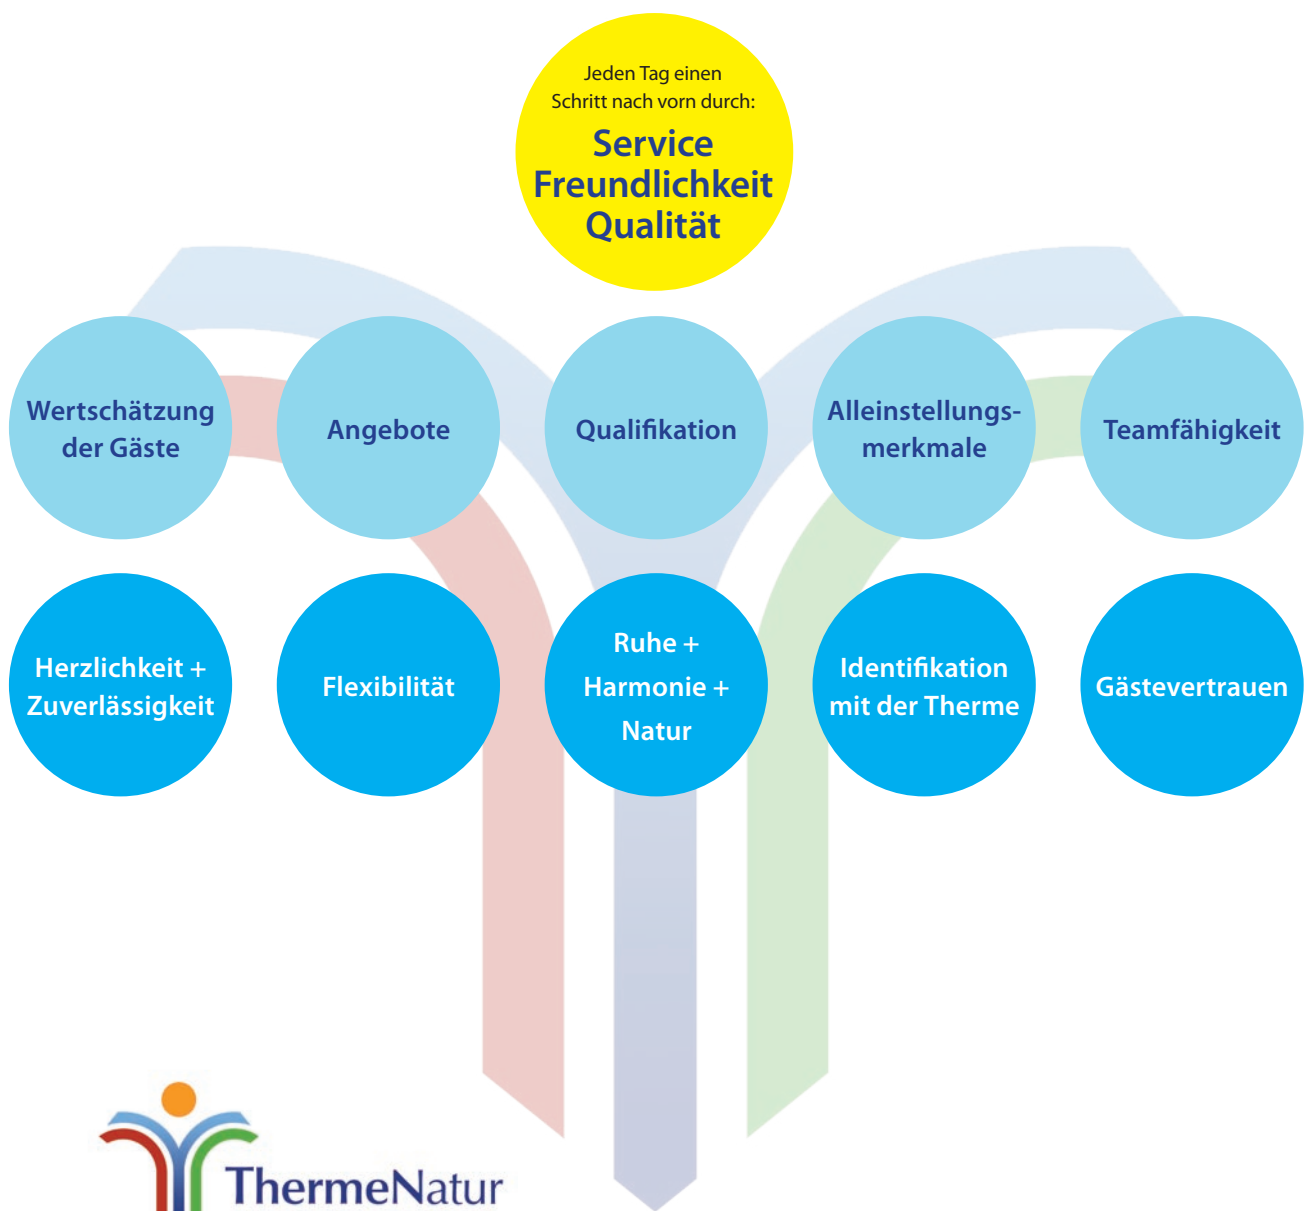 Jeden Tag einen
Schritt nach vorn durch:
Service
Freundlichkeit
Qualität
Wertschätzung
der Gäste
Angebote
Qualifikation
Alleinstellungs-
merkmale
Teamfähigkeit
Herzlichkeit +
Zuverlässigkeit
Flexibilität
Ruhe +
Harmonie +
Natur
Identifikation
mit der Therme
Gästevertrauen
ThermeNatur